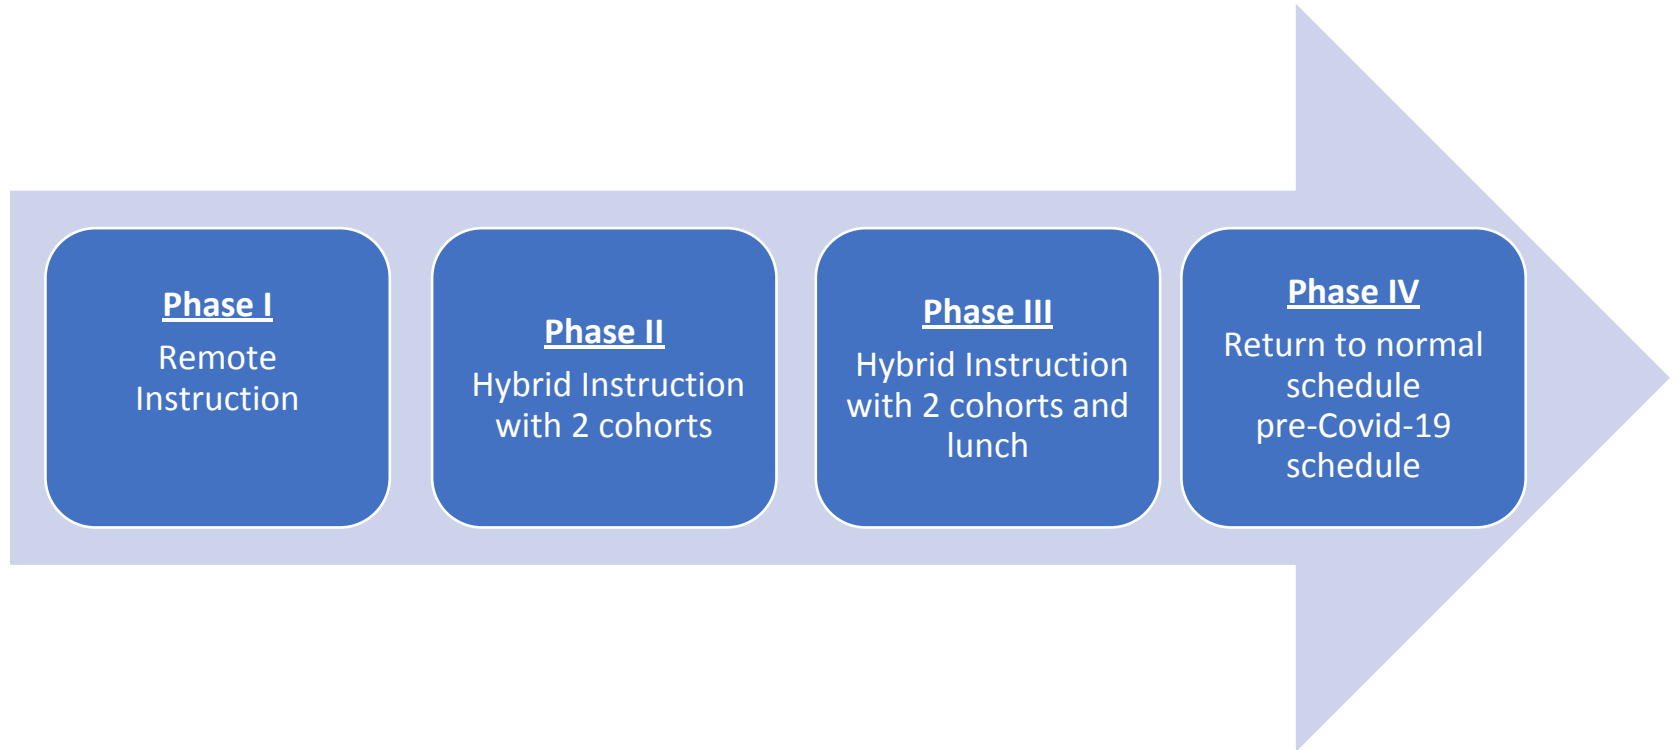 Phase I
Remote
Instruction
Phase II
Hybrid Instruction
with 2 cohorts
Phase III
Hybrid Instruction
with 2 cohorts and
lunch
Phase IV
Return to normal
schedule
pre-Covid-19
schedule